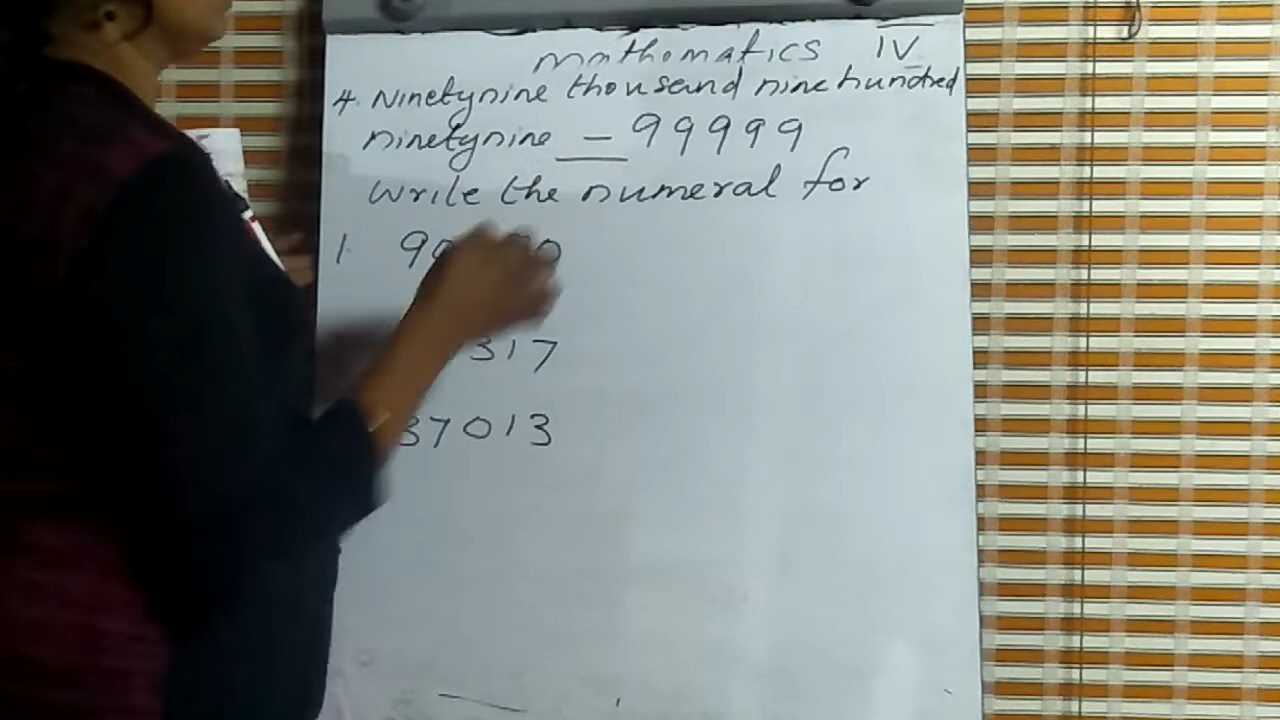 mathematics IV
4. Ninetynine thousand nine hundred
ninetynine — 99999
Write the numeral for
1.
317
37013